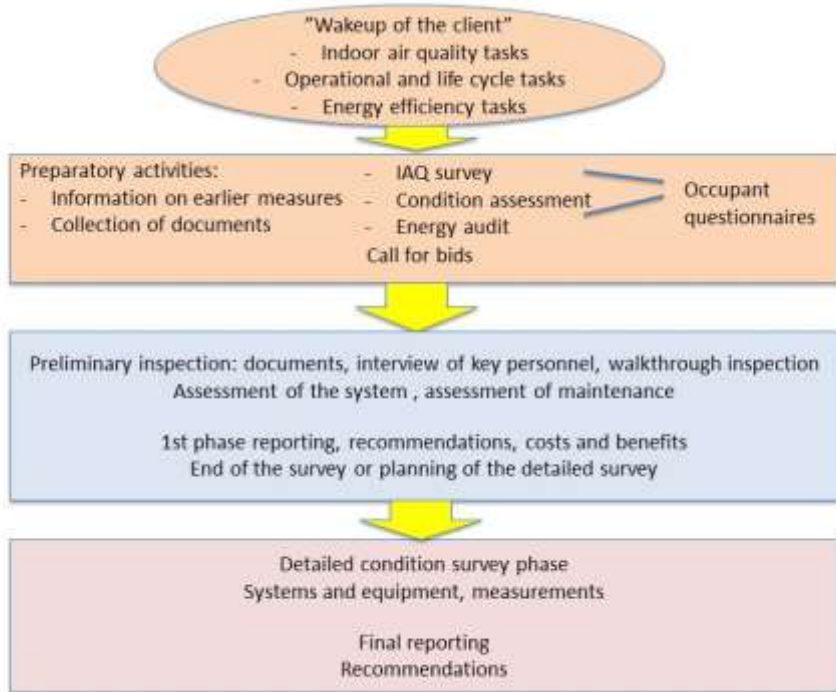 "Wakeup of the client"
- Indoor air quality tasks
- Operational and life cycle tasks
- Energy efficiency tasks
Preparatory activities:
- Information on earlier measures
- Collection of documents
- IAQ survey
- Condition assessment
- Energy audit
Call for bids
Occupant
questionnaires
Preliminary inspection: documents, interview of key personnel, walkthrough inspection
Assessment of the system , assessment of maintenance
1st phase reporting, recommendations, costs and benefits
End of the survey or planning of the detailed survey
Detailed condition survey phase
Systems and equipment, measurements
Final reporting
Recommendations